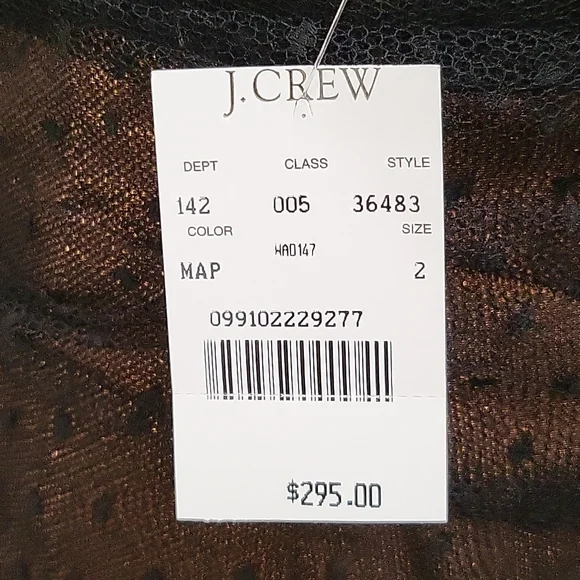 J.CREW
DEPT CLASS STYLE
142 005 36483
COLOR SIZE
WA0147
MAP 2
099102229277
$295.00